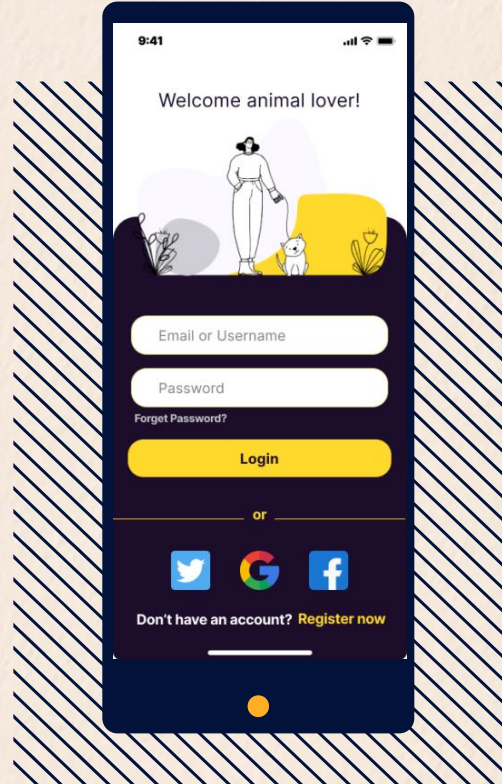 9:41
Welcome animal lover!
Email or Username
Password
Forget Password?
Login
or
Don't have an account? Register now